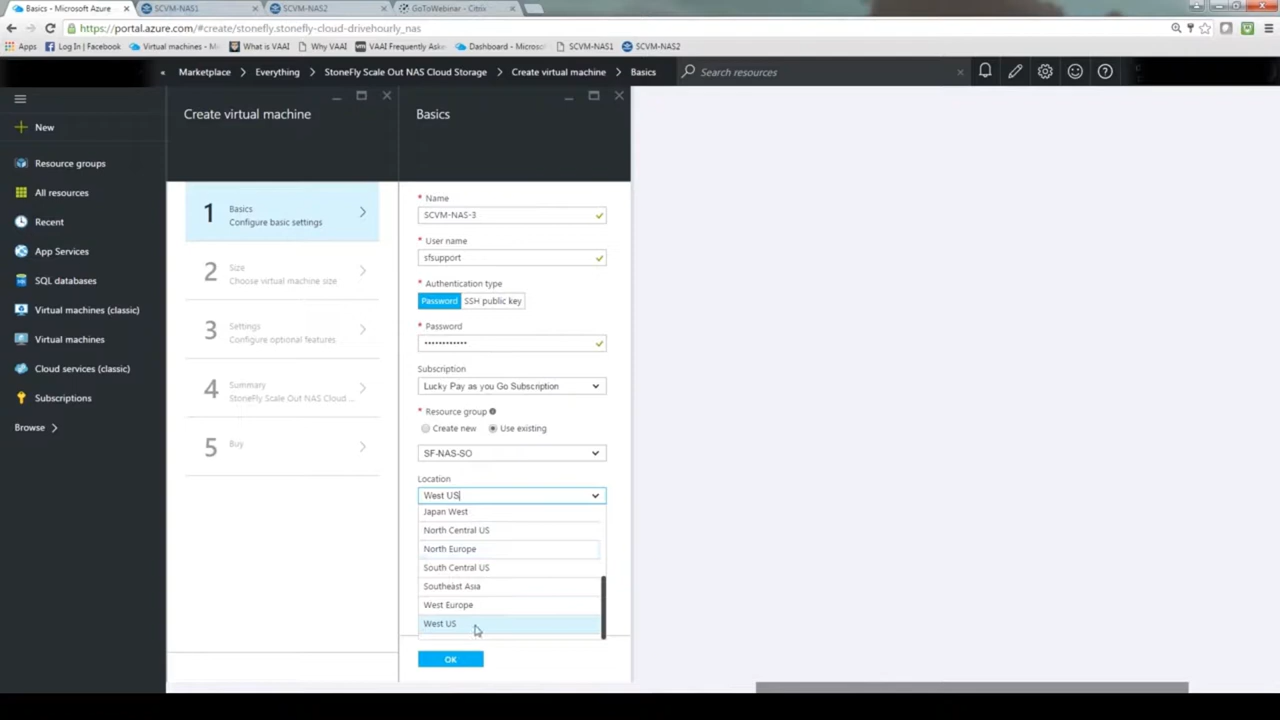 Basics - Microsoft Azure
SCVM-NAS1
SCVM-NAS2
GoToWebinar - Citrix
https://portal.azure.com/#create/stonefly.stonefly-cloud-drivehourly_nas
Apps
Log In | Facebook
Virtual machines - M
What is VAAI
Why VAAI
VAAI Frequently Aske
Dashboard - Microso
SCVM-NAS1
SCVM-NAS2
«
Marketplace
Everything
StoneFly Scale Out NAS Cloud Storage
Create virtual machine
Basics
Search resources
New
Resource groups
All resources
Recent
App Services
SQL databases
Virtual machines (classic)
Virtual machines
Cloud services (classic)
Subscriptions
Browse
Create virtual machine
1
Basics
Configure basic settings
2
Size
Choose virtual machine size
3
Settings
Configure optional features
4
Summary
StoneFly Scale Out NAS Cloud ...
5
Buy
Basics
* Name
SCVM-NAS-3
* User name
sfsupport
* Authentication type
Password
SSH public key
* Password
••••••••••••
Subscription
Lucky Pay as you Go Subscription
* Resource group
Create new
Use existing
SF-NAS-SO
Location
West US
Japan West
North Central US
North Europe
South Central US
Southeast Asia
West Europe
West US
OK